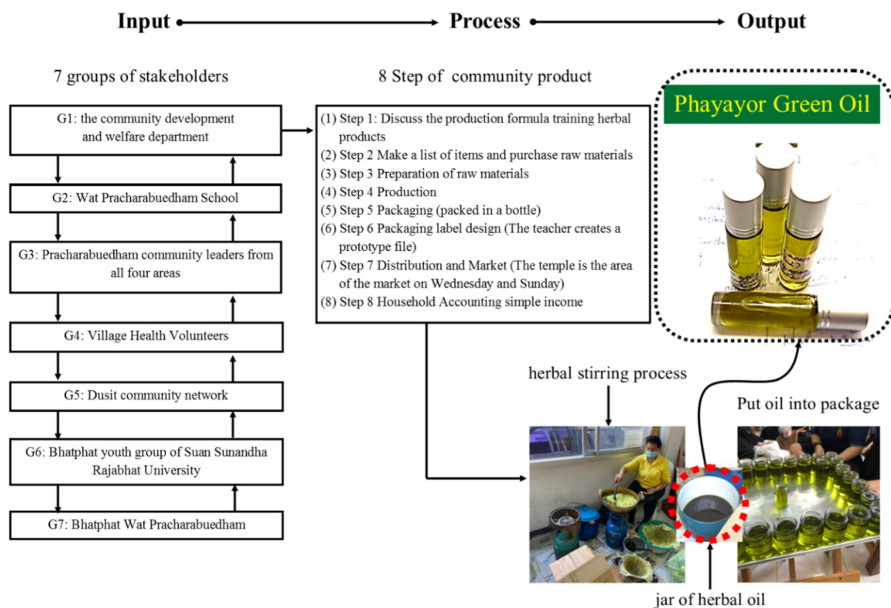 Input
Process
Output
7 groups of stakeholders
G1: the community development
and welfare department
G2: Wat Pracharabuedham School
G3: Pracharabuedham community leaders from
all four areas
G4: Village Health Volunteers
G5: Dusit community network
G6: Bhatphat youth group of Suan Sunandha
Rajabhat University
G7: Bhatphat Wat Pracharabuedham
8 Step of community product
(1) Step 1: Discuss the production formula training herbal
products
(2) Step 2 Make a list of items and purchase raw materials
(3) Step 3 Preparation of raw materials
(4) Step 4 Production
(5) Step 5 Packaging (packed in a bottle)
(6) Step 6 Packaging label design (The teacher creates a
prototype file)
(7) Step 7 Distribution and Market (The temple is the area
of the market on Wednesday and Sunday)
(8) Step 8 Household Accounting simple income
Phayayor Green Oil
herbal stirring process
Put oil into package
jar of herbal oil